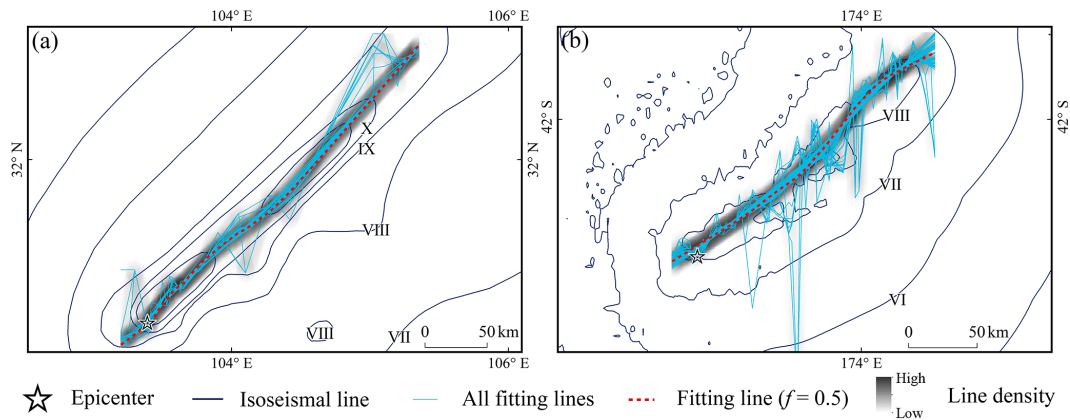 104° E
106° E
174° E
(a)
(b)
X
IX
VIII
VIII
VII
32° N
32° N
42° S
42° S
VIII
VII
VI
0 50 km
0 50 km
104° E
106° E
174° E
Epicenter
Isoseismal line
All fitting lines
Fitting line (f = 0.5)
High
Low
Line density